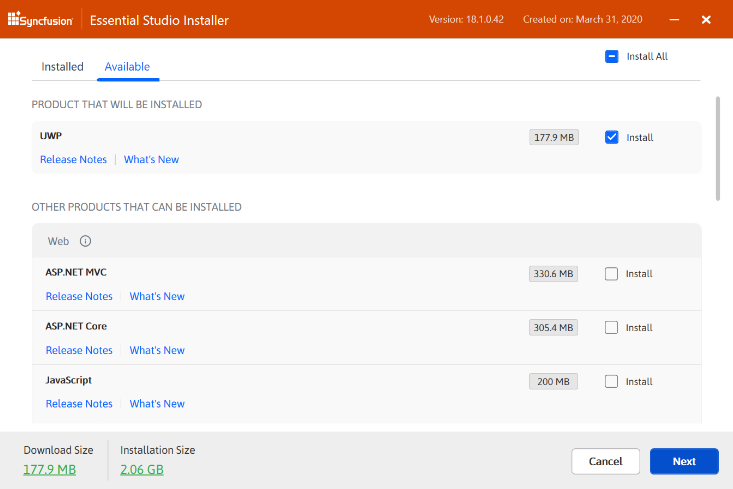 Syncfusion Essential Studio Installer Version: 18.1.0.42 Created on: March 31, 2020
Installed Available Install All
PRODUCT THAT WILL BE INSTALLED
UWP 177.9 MB Install
Release Notes What's New
OTHER PRODUCTS THAT CAN BE INSTALLED
Web
ASP.NET MVC 330.6 MB Install
Release Notes What's New
ASP.NET Core 305.4 MB Install
Release Notes What's New
JavaScript 200 MB Install
Release Notes What's New
Download Size Installation Size
177.9 MB 2.06 GB Cancel Next